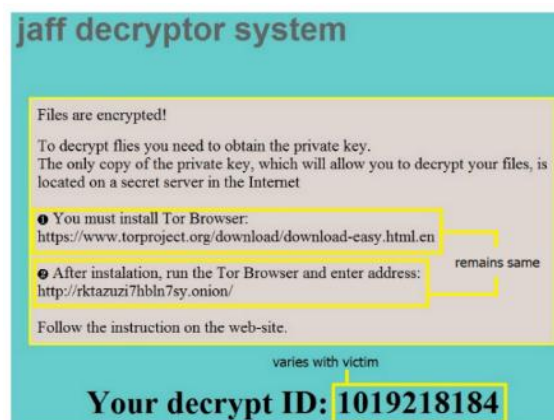 jaff decryptor system
Files are encrypted!
To decrypt flies you need to obtain the private key.
The only copy of the private key, which will allow you to decrypt your files, is
located on a secret server in the Internet
❶ You must install Tor Browser:
https://www.torproject.org/download/download-easy.html.en
remains same
❷ After instalation, run the Tor Browser and enter address:
http://rktazuzi7hbln7sy.onion/
Follow the instruction on the web-site.
varies with victim
Your decrypt ID: 1019218184